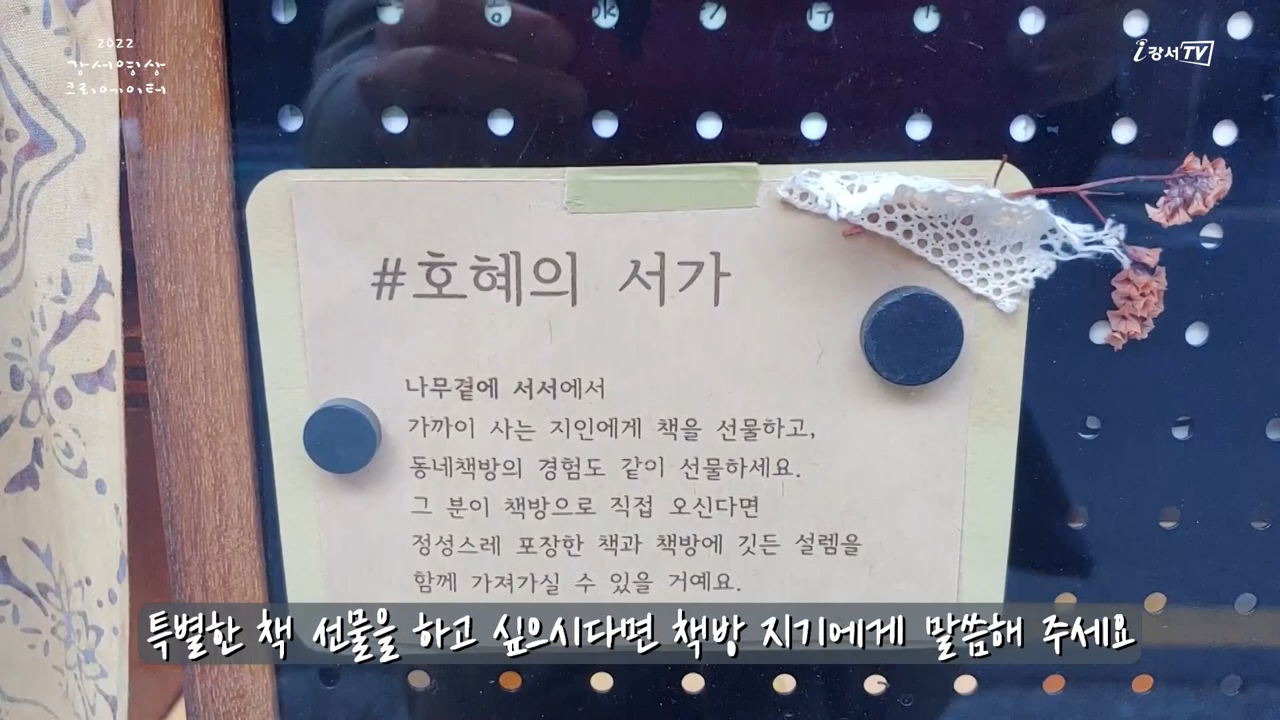 2022
강서영상
크리에이터
i강서TV
#호혜의 서가
나무곁에 서서에서
가까이 사는 지인에게 책을 선물하고,
동네책방의 경험도 같이 선물하세요.
그 분이 책방으로 직접 오신다면
정성스레 포장한 책과 책방에 깃든 설렘을
함께 가져가실 수 있을 거예요.
특별한 책 선물을 하고 싶으시다면 책방 지기에게 말씀해 주세요